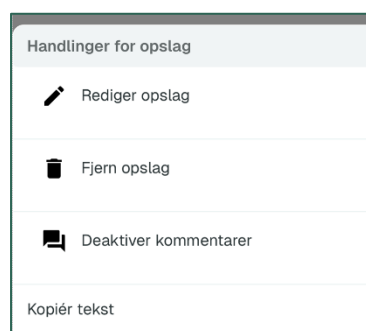 Handlinger for opslag
Rediger opslag
Fjern opslag
Deaktiver kommentarer
Kopiér tekst